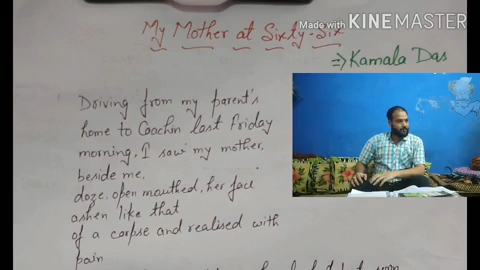 Made with KINEMASTER
My Mother at Sixty-Six
⇒ Kamala Das
Driving from my parent's
home to Coachin last Friday
morning, I saw my mother,
beside me,
doze, open mouthed, her face
ashen like that
of a corpse and realised with
pain